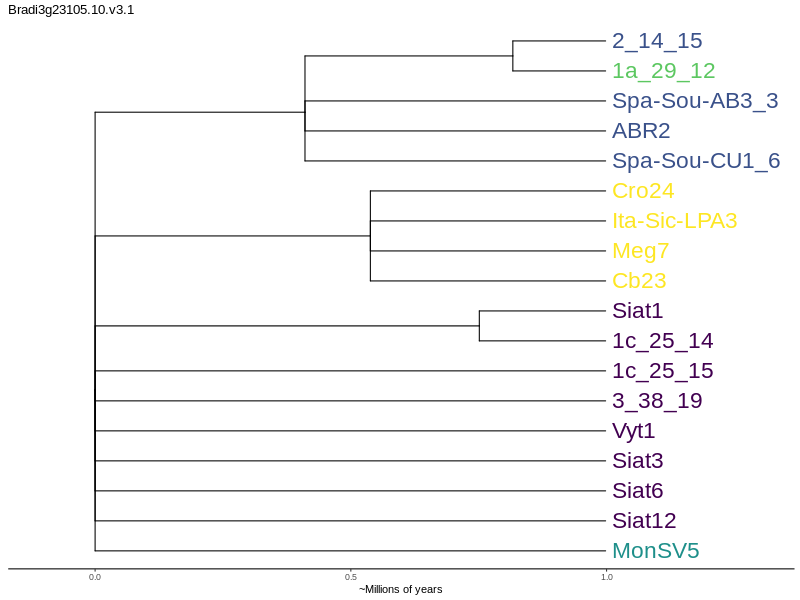 Bradi3g23105.10.v3.1
2_14_15
1a_29_12
Spa-Sou-AB3_3
ABR2
Spa-Sou-CU1_6
Cro24
Ita-Sic-LPA3
Meg7
Cb23
Siat1
1c_25_14
1c_25_15
3_38_19
Vyt1
Siat3
Siat6
Siat12
MonSV5
0.0 0.5 1.0
~Millions of years